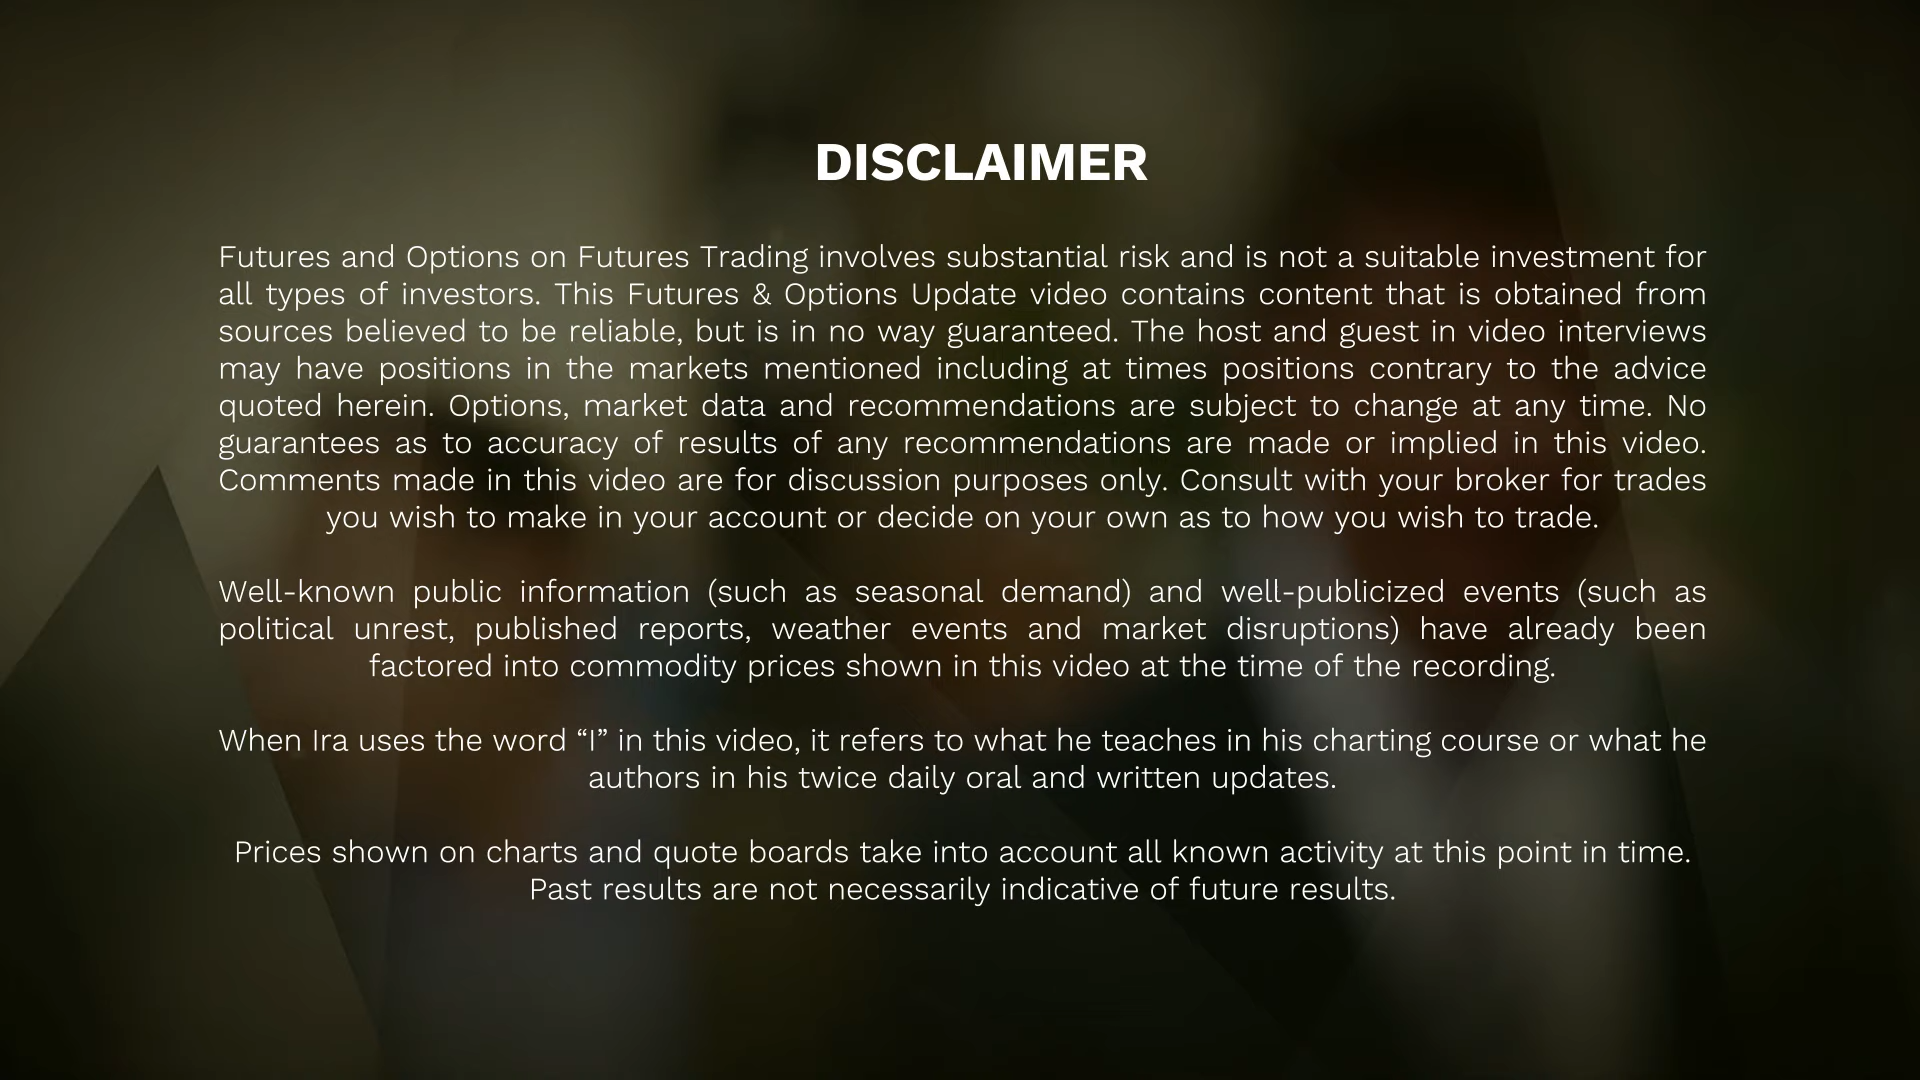 DISCLAIMER
Futures and Options on Futures Trading involves substantial risk and is not a suitable investment for
all types of investors. This Futures & Options Update video contains content that is obtained from
sources believed to be reliable, but is in no way guaranteed. The host and guest in video interviews
may have positions in the markets mentioned including at times positions contrary to the advice
quoted herein. Options, market data and recommendations are subject to change at any time. No
guarantees as to accuracy of results of any recommendations are made or implied in this video.
Comments made in this video are for discussion purposes only. Consult with your broker for trades
you wish to make in your account or decide on your own as to how you wish to trade.
Well-known public information (such as seasonal demand) and well-publicized events (such as
political unrest, published reports, weather events and market disruptions) have already been
factored into commodity prices shown in this video at the time of the recording.
When Ira uses the word “I” in this video, it refers to what he teaches in his charting course or what he
authors in his twice daily oral and written updates.
Prices shown on charts and quote boards take into account all known activity at this point in time.
Past results are not necessarily indicative of future results.